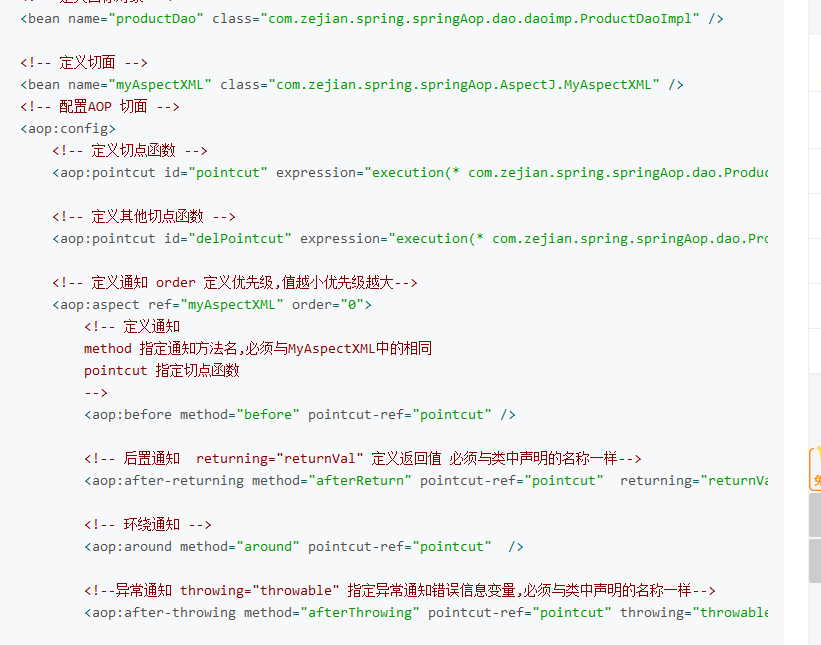 <bean name="productDao" class="com.zejian.spring.springAop.dao.daoimp.ProductDaoImpl" />
<!-- 定义切面 -->
<bean name="myAspectXML" class="com.zejian.spring.springAop.AspectJ.MyAspectXML" />
<!-- 配置AOP 切面 -->
<aop:config>
<!-- 定义切点函数 -->
<aop:pointcut id="pointcut" expression="execution(* com.zejian.spring.springAop.dao.Produc
<!-- 定义其他切点函数 -->
<aop:pointcut id="delPointcut" expression="execution(* com.zejian.spring.springAop.dao.Pro
<!-- 定义通知 order 定义优先级,值越小优先级越大-->
<aop:aspect ref="myAspectXML" order="0">
<!-- 定义通知
method 指定通知方法名,必须与MyAspectXML中的相同
pointcut 指定切点函数
-->
<aop:before method="before" pointcut-ref="pointcut" />
<!-- 后置通知  returning="returnVal" 定义返回值 必须与类中声明的名称一样-->
<aop:after-returning method="afterReturn" pointcut-ref="pointcut"  returning="returnVa
<!-- 环绕通知 -->
<aop:around method="around" pointcut-ref="pointcut"  />
<!--异常通知 throwing="throwable" 指定异常通知错误信息变量,必须与类中声明的名称一样-->
<aop:after-throwing method="afterThrowing" pointcut-ref="pointcut" throwing="throwable